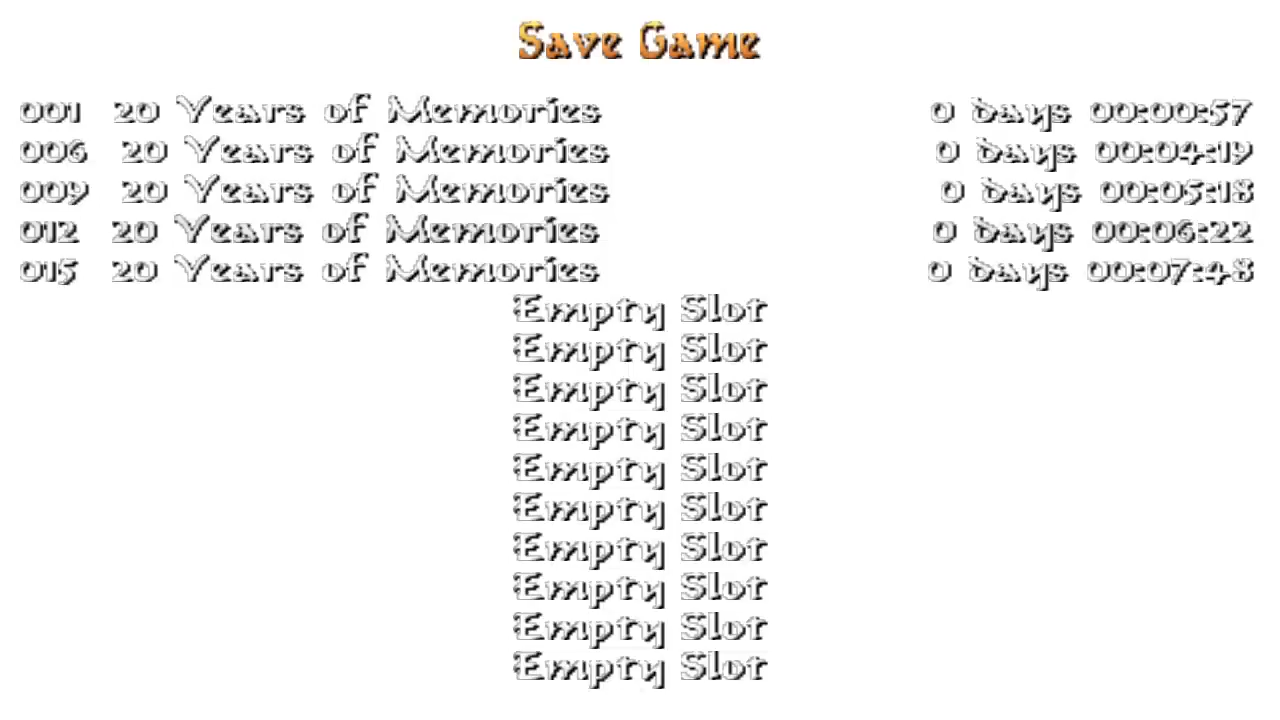 Save Game
001 20 Years of Memories 0 days 00:00:57
006 20 Years of Memories 0 days 00:04:19
009 20 Years of Memories 0 days 00:05:18
012 20 Years of Memories 0 days 00:06:22
015 20 Years of Memories 0 days 00:07:48
Empty Slot
Empty Slot
Empty Slot
Empty Slot
Empty Slot
Empty Slot
Empty Slot
Empty Slot
Empty Slot
Empty Slot